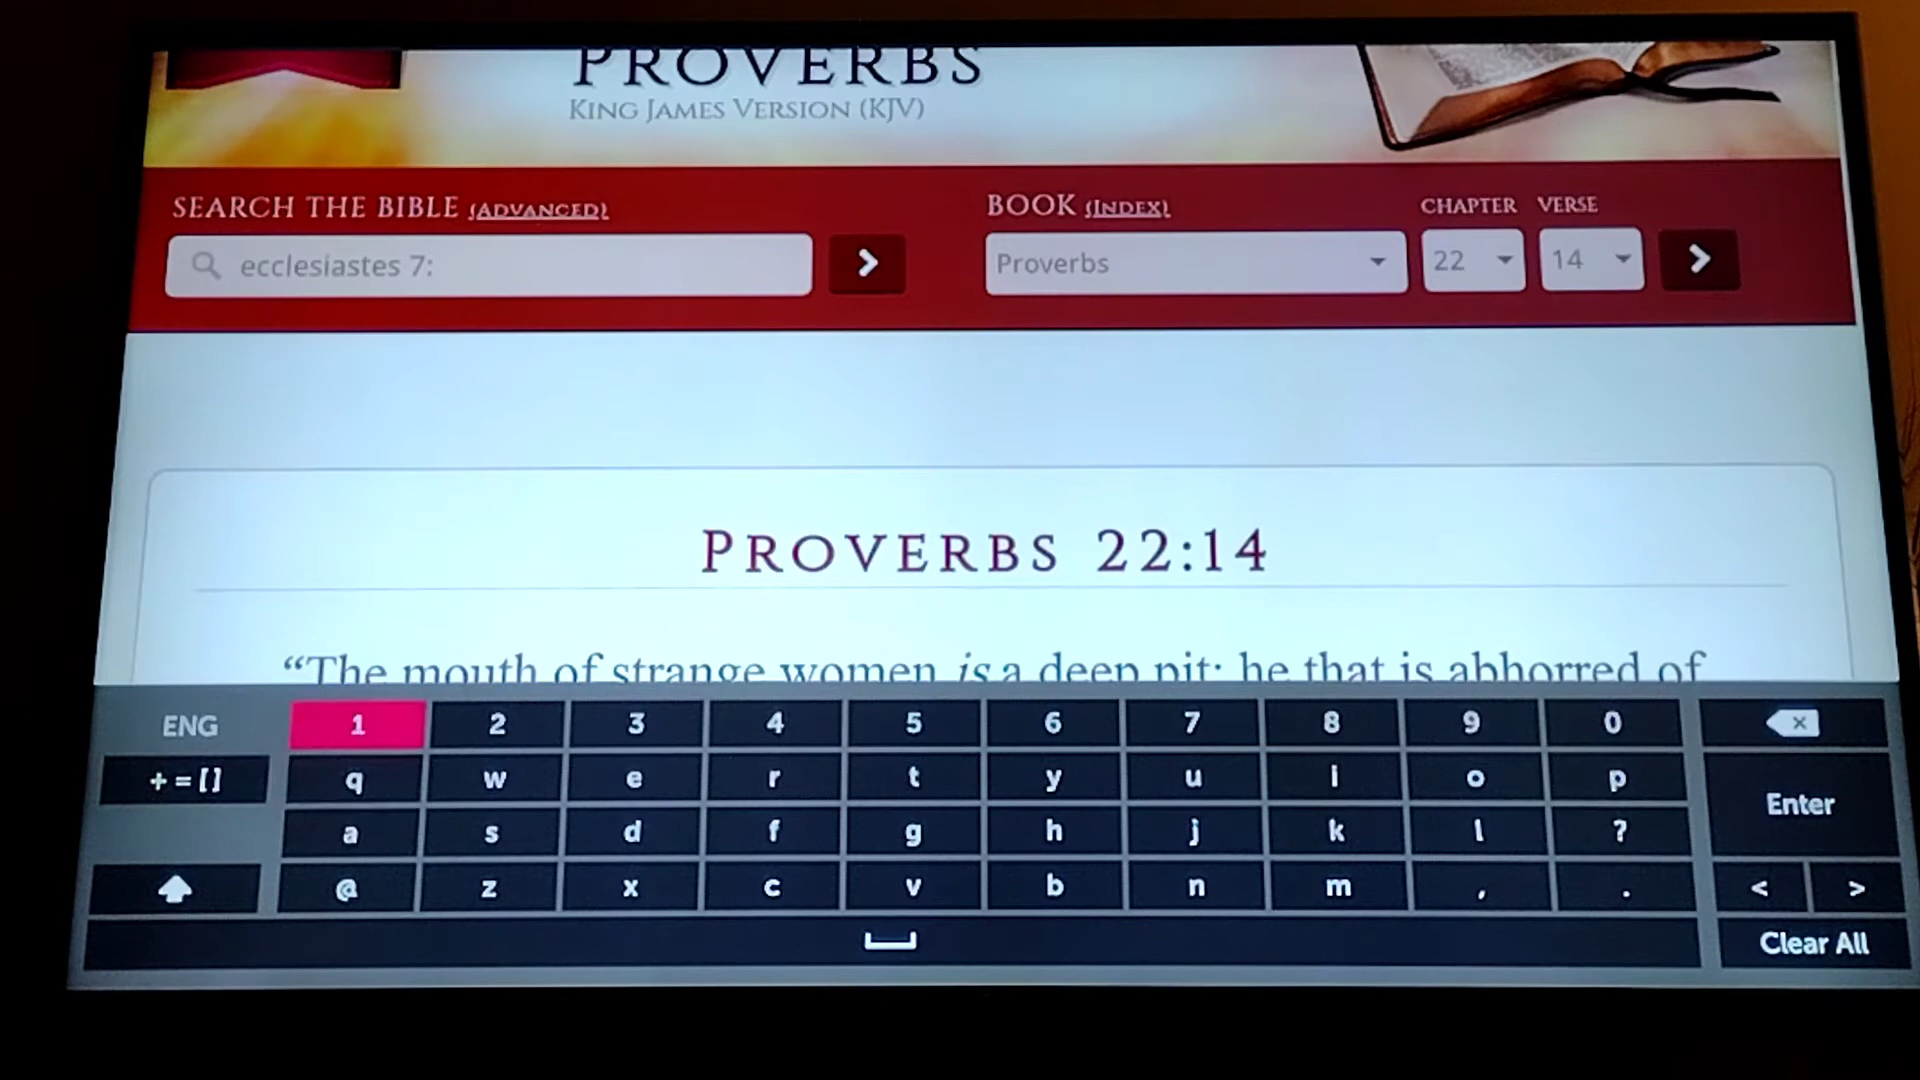 PROVERBS
KING JAMES VERSION (KJV)
SEARCH THE BIBLE (ADVANCED)
BOOK (INDEX)
CHAPTER VERSE
ecclesiastes 7:
Proverbs
22
14
PROVERBS 22:14
“The mouth of strange women is a deep pit: he that is abhorred of
ENG 1 2 3 4 5 6 7 8 9 0
+ = [ ] q w e r t y u i o p
Enter
a s d f g h j k l ?
@ z x c v b n m , . < >
Clear All